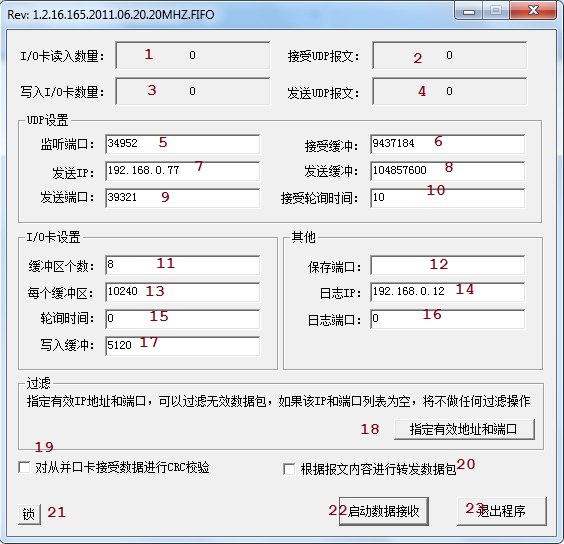 Rev: 1.2.16.165.2011.06.20.20MHZ.FIFO
I/O卡读入数量： 1 0 接受UDP报文： 2 0
写入I/O卡数量： 3 0 发送UDP报文： 4 0
UDP设置
监听端口： 34952 5 接受缓冲： 9437184 6
发送IP： 192.168.0.77 7 发送缓冲： 104857600 8
发送端口： 39321 9 接受轮询时间： 10 10
I/O卡设置 其他
缓冲区个数： 8 11 保存端口： 12
每个缓冲区： 10240 13 日志IP： 192.168.0.12 14
轮询时间： 0 15 日志端口： 0 16
写入缓冲： 5120 17
过滤
指定有效IP地址和端口，可以过滤无效数据包，如果该IP和端口列表为空，将不做任何过滤操作
18 指定有效地址和端口
19
对从并口卡接受数据进行CRC校验 根据报文内容进行转发数据包 20
锁 21 22 启动数据接收 23 退出程序